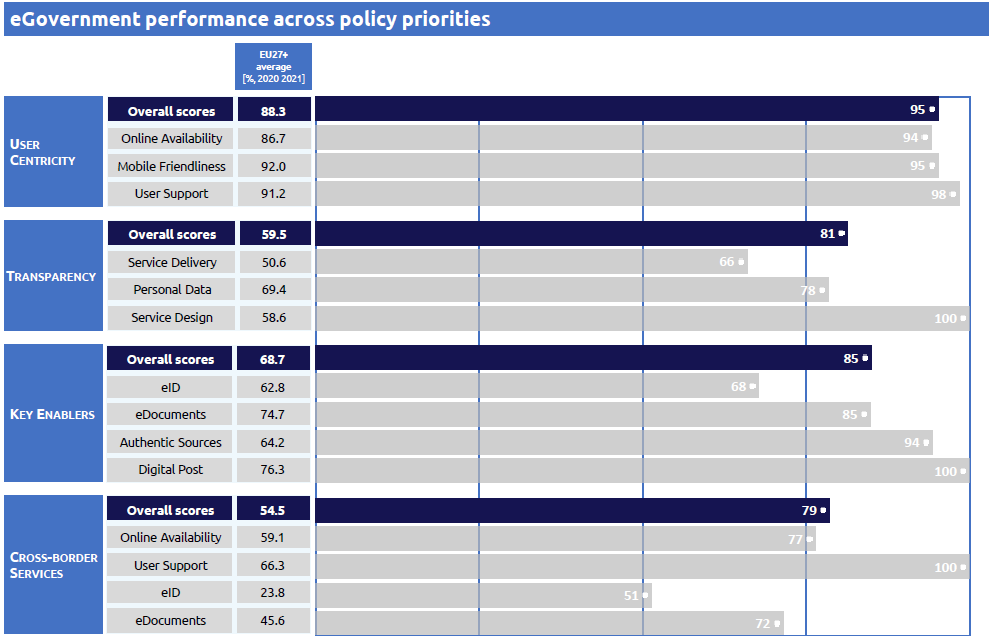 eGovernment performance across policy priorities
EU27+
average
[%, 2020 2021]
USER
CENTRICITY
Overall scores 88.3 95
Online Availability 86.7 94
Mobile Friendliness 92.0 95
User Support 91.2 98
TRANSPARENCY
Overall scores 59.5 81
Service Delivery 50.6 66
Personal Data 69.4 78
Service Design 58.6 100
KEY ENABLERS
Overall scores 68.7 85
eID 62.8 68
eDocuments 74.7 85
Authentic Sources 64.2 94
Digital Post 76.3 100
CROSS-BORDER
SERVICES
Overall scores 54.5 79
Online Availability 59.1 77
User Support 66.3 100
eID 23.8 51
eDocuments 45.6 72